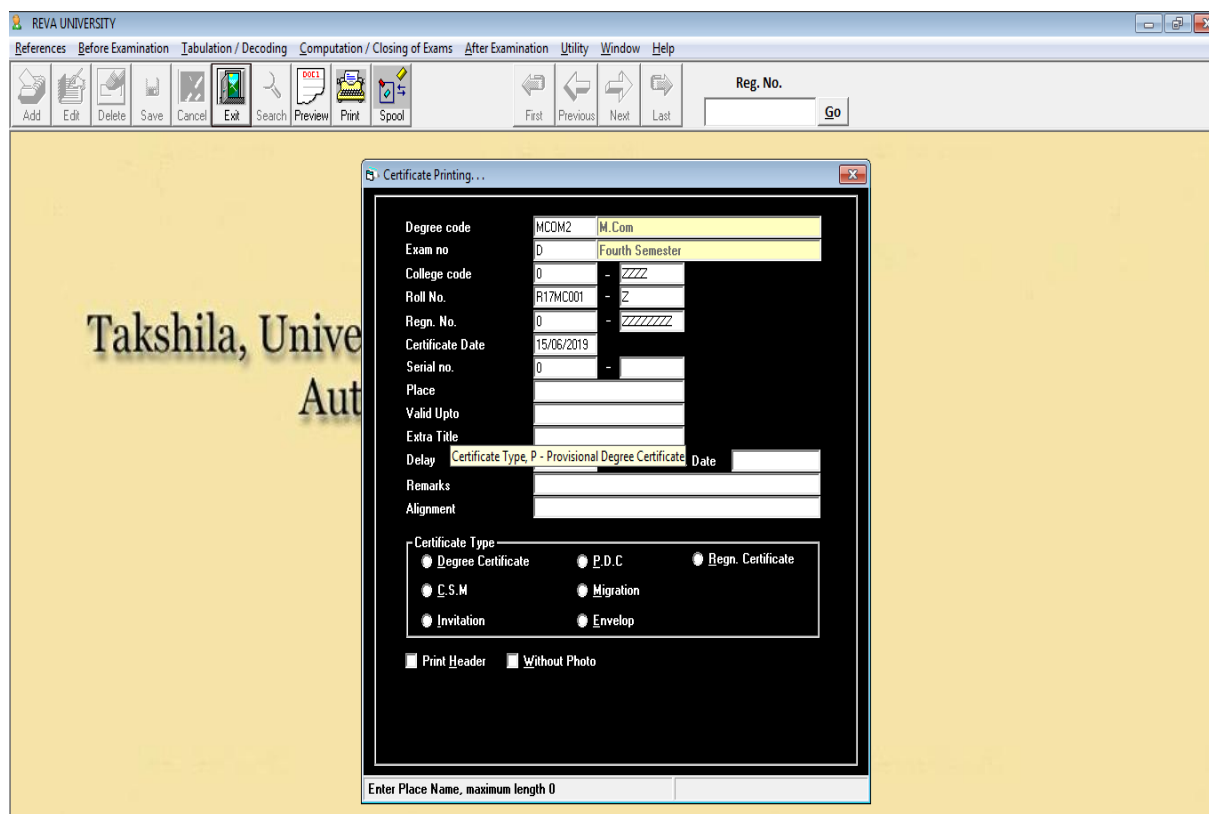 REVA UNIVERSITY
References Before Examination Tabulation / Decoding Computation / Closing of Exams After Examination Utility Window Help
DOC1
Add Edit Delete Save Cancel Exit Search Preview Print Spool First Previous Next Last Reg. No. Go
Takshila, Unive
Aut
Certificate Printing. . .
Degree code MCOM2 M.Com
Exam no D Fourth Semester
College code 0 - ZZZZ
Roll No. R17MC001 - Z
Regn. No. 0 - ZZZZZZZZ
Certificate Date 15/06/2019
Serial no. 0 -
Place
Valid Upto
Extra Title
Certificate Type, P - Provisional Degree Certificate
Delay Date
Remarks
Alignment
Certificate Type
Degree Certificate P.D.C Regn. Certificate
C.S.M Migration
Invitation Envelop
Print Header Without Photo
Enter Place Name, maximum length 0